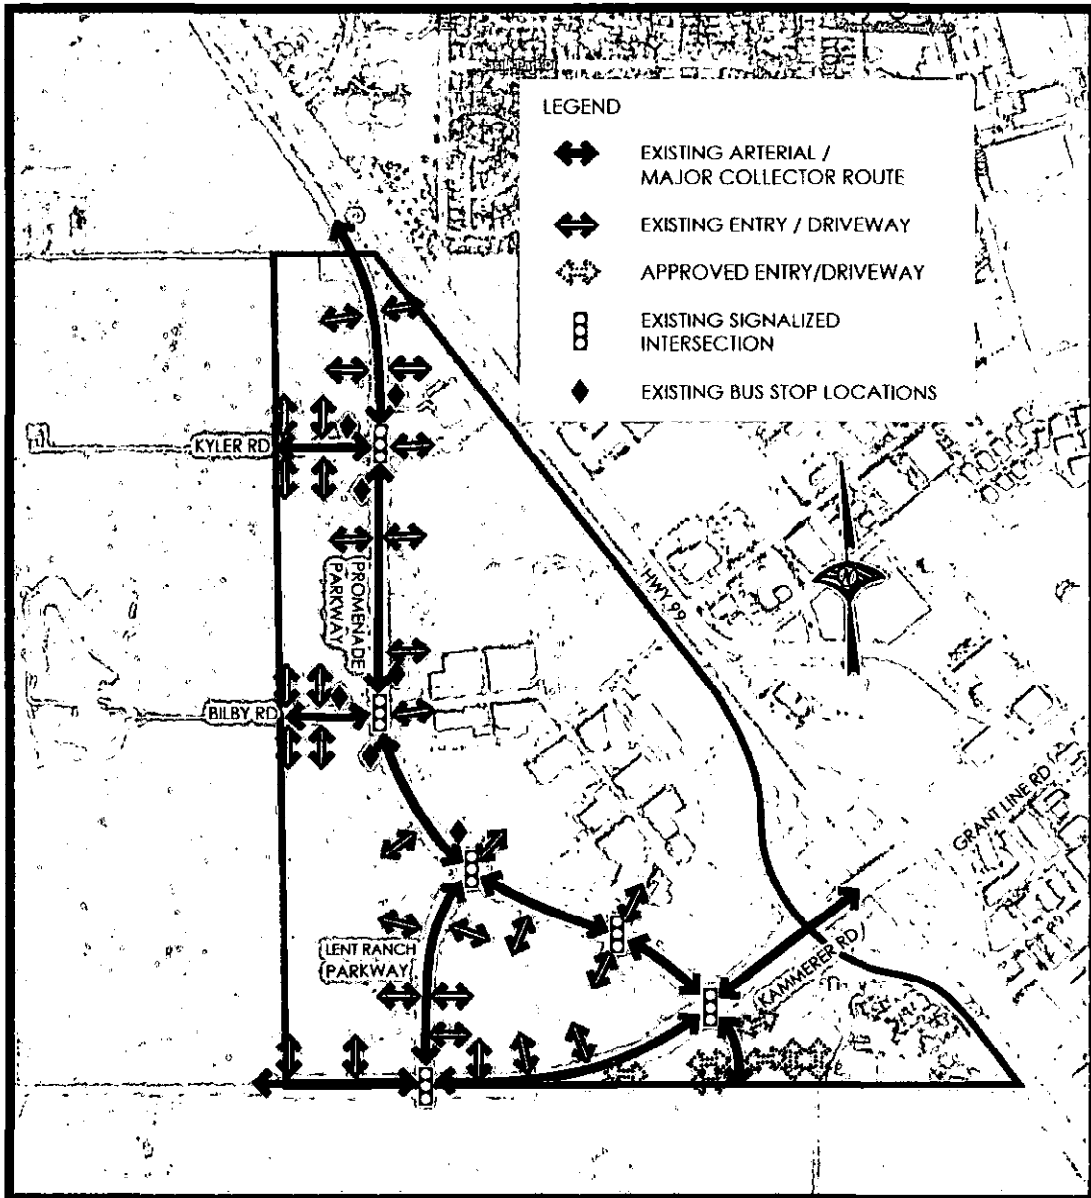 LEGEND
EXISTING ARTERIAL /
MAJOR COLLECTOR ROUTE
EXISTING ENTRY / DRIVEWAY
APPROVED ENTRY/DRIVEWAY
EXISTING SIGNALIZED
INTERSECTION
EXISTING BUS STOP LOCATIONS
KYLER RD
PROMENADE
PARKWAY
HWY 99
N
BILBY RD
GRANT LINE RD
LENT RANCH
PARKWAY
KAMMERER RD